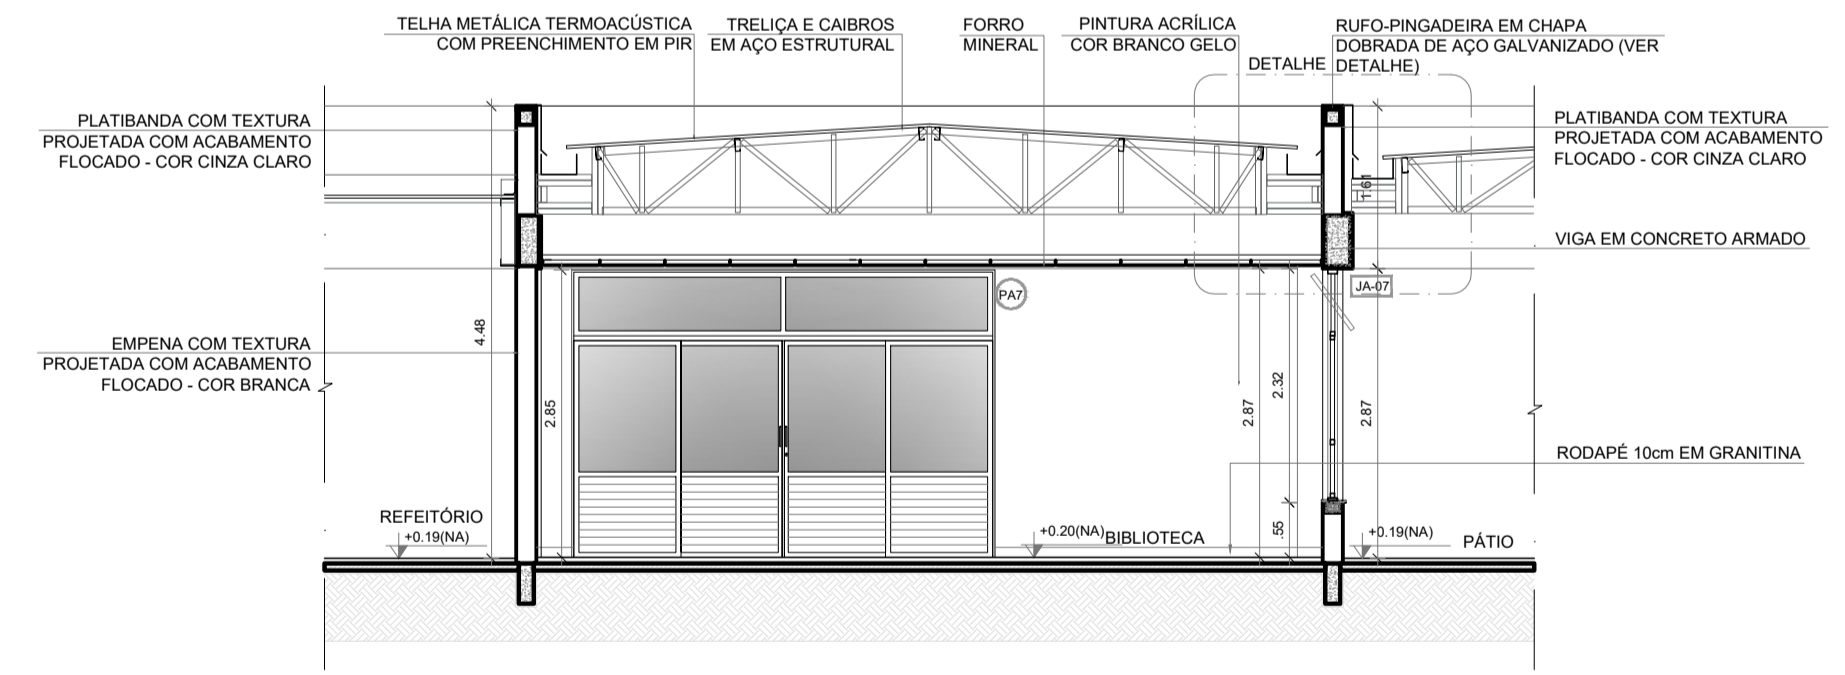 TELHA METÁLICA TERMOACÚSTICA
COM PREENCHIMENTO EM PIR
TRELIÇA E CAIBROS
EM AÇO ESTRUTURAL
FORRO
MINERAL
PINTURA ACRÍLICA
COR BRANCO GELO
RUFO-PINGADEIRA EM CHAPA
DOBRADA DE AÇO GALVANIZADO (VER
DETALHE)
DETALHE
PLATIBANDA COM TEXTURA
PROJETADA COM ACABAMENTO
FLOCADO - COR CINZA CLARO
PLATIBANDA COM TEXTURA
PROJETADA COM ACABAMENTO
FLOCADO - COR CINZA CLARO
1.61
VIGA EM CONCRETO ARMADO
PA7
JA-07
4.48
EMPENA COM TEXTURA
PROJETADA COM ACABAMENTO
FLOCADO - COR BRANCA
2.85
2.87
2.32
2.87
RODAPÉ 10cm EM GRANITINA
REFEITÓRIO
+0.19(NA)
+0.20(NA)
BIBLIOTECA
.55
+0.19(NA)
PÁTIO